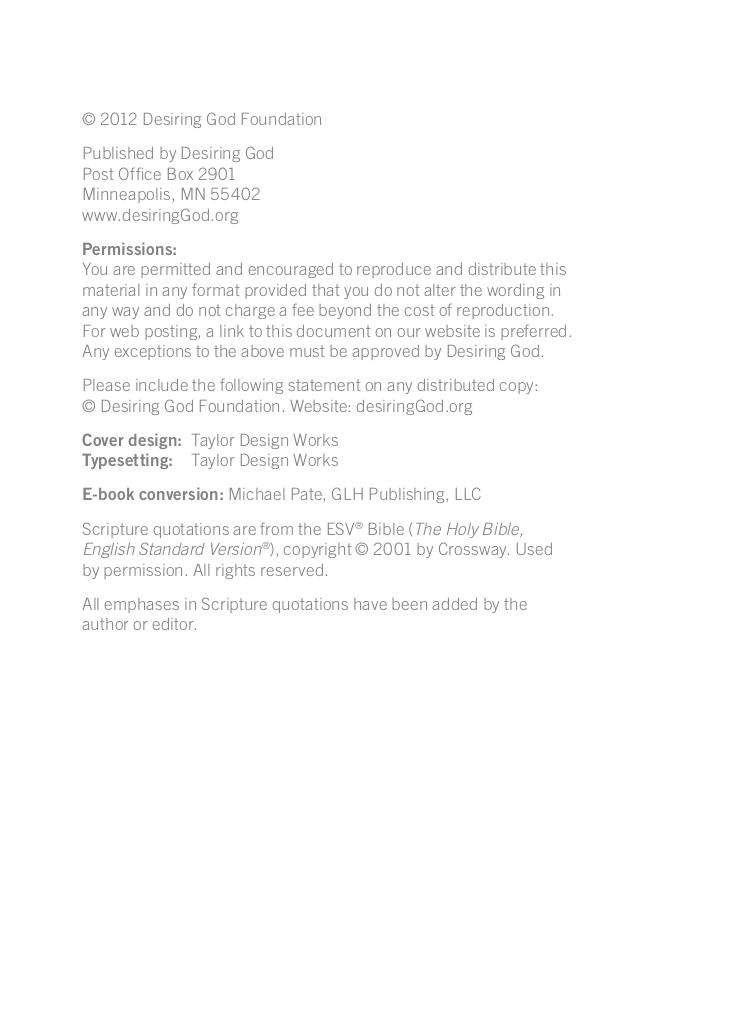 © 2012 Desiring God Foundation
Published by Desiring God
Post Office Box 2901
Minneapolis, MN 55402
www.desiringGod.org
Permissions:
You are permitted and encouraged to reproduce and distribute this
material in any format provided that you do not alter the wording in
any way and do not charge a fee beyond the cost of reproduction.
For web posting, a link to this document on our website is preferred.
Any exceptions to the above must be approved by Desiring God.
Please include the following statement on any distributed copy:
© Desiring God Foundation. Website: desiringGod.org
Cover design: Taylor Design Works
Typesetting: Taylor Design Works
E-book conversion: Michael Pate, GLH Publishing, LLC
Scripture quotations are from the ESV® Bible (The Holy Bible,
English Standard Version®), copyright © 2001 by Crossway. Used
by permission. All rights reserved.
All emphases in Scripture quotations have been added by the
author or editor.